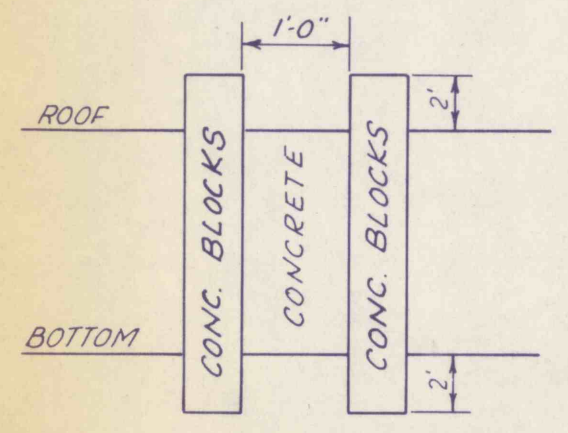 1'-0"
2'
ROOF
CONC. BLOCKS
CONCRETE
CONC. BLOCKS
BOTTOM
2'